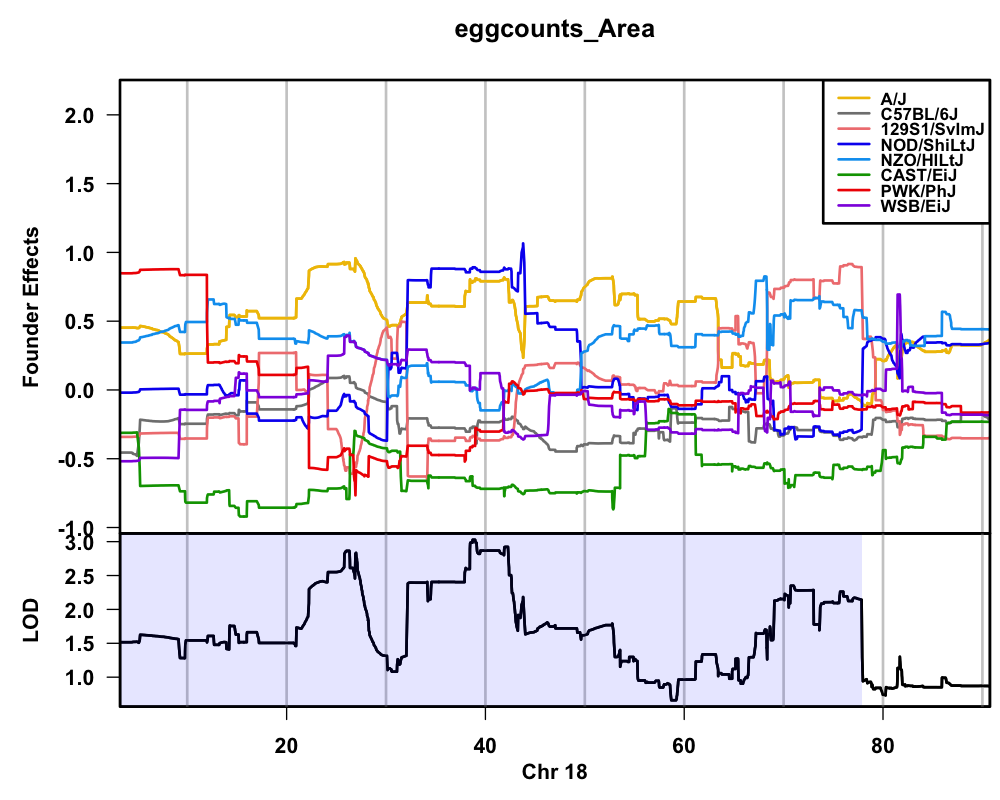 eggcounts_Area
Founder Effects
2.0
1.5
1.0
0.5
0.0
-0.5
-1.0
A/J
C57BL/6J
129S1/SvImJ
NOD/ShiLtJ
NZO/HlLtJ
CAST/EiJ
PWK/PhJ
WSB/EiJ
LOD
3.0
2.5
2.0
1.5
1.0
20 40 60 80
Chr 18